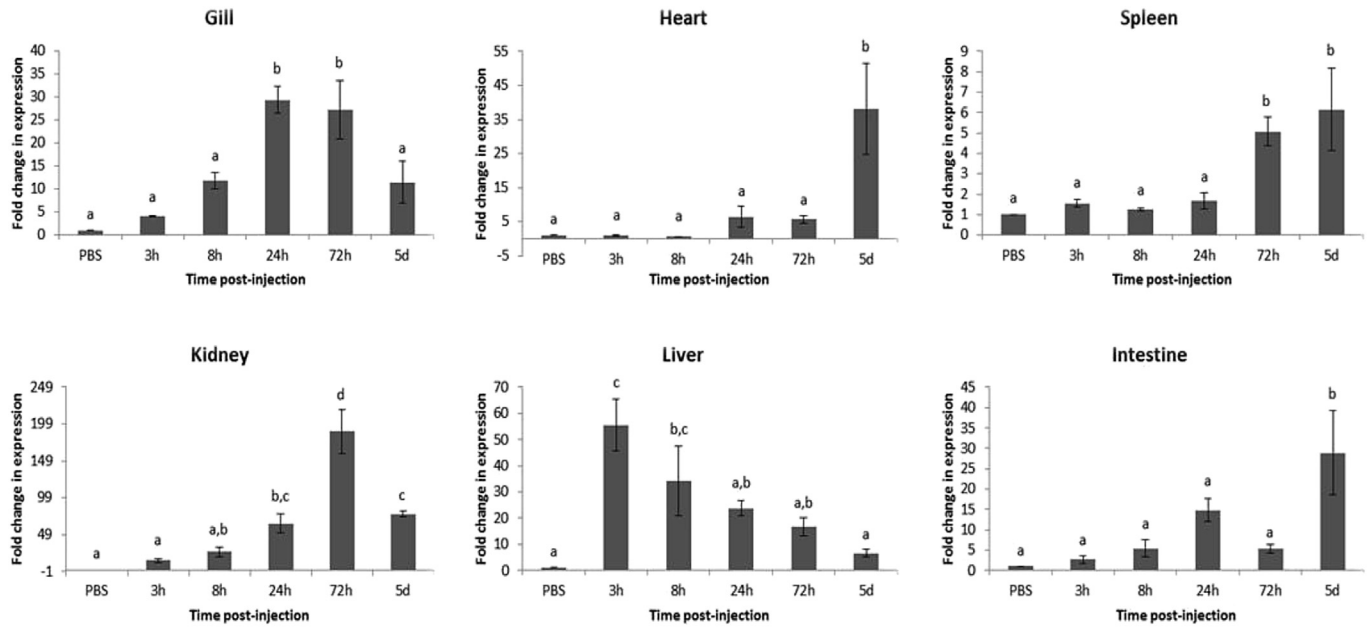 Gill
Fold change in expression
40
35
30
25
20
15
10
5
0
a
a
a
b
b
a
PBS 3h 8h 24h 72h 5d
Time post-injection
Heart
Fold change in expression
55
45
35
25
15
5
-5
a
a
a
a
a
b
PBS 3h 8h 24h 72h 5d
Time post-injection
Spleen
Fold change in expression
9
8
7
6
5
4
3
2
1
0
a
a
a
a
b
b
PBS 3h 8h 24h 72h 5d
Time post-injection
Kidney
Fold change in expression
249
199
149
99
49
-1
a
a
a,b
b,c
d
c
PBS 3h 8h 24h 72h 5d
Time post-injection
Liver
Fold change in expression
70
60
50
40
30
20
10
0
a
c
b,c
a,b
a,b
a
PBS 3h 8h 24h 72h 5d
Time post-injection
Intestine
Fold change in expression
45
40
35
30
25
20
15
10
5
0
a
a
a
a
a
b
PBS 3h 8h 24h 72h 5d
Time post-injection